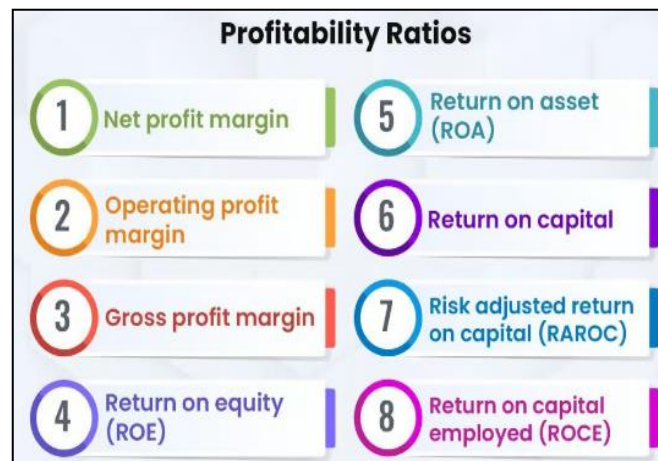 Profitability Ratios
1
Net profit margin
2
Operating profit
margin
3
Gross profit margin
4
Return on equity
(ROE)
5
Return on asset
(ROA)
6
Return on capital
7
Risk adjusted return
on capital (RAROC)
8
Return on capital
employed (ROCE)